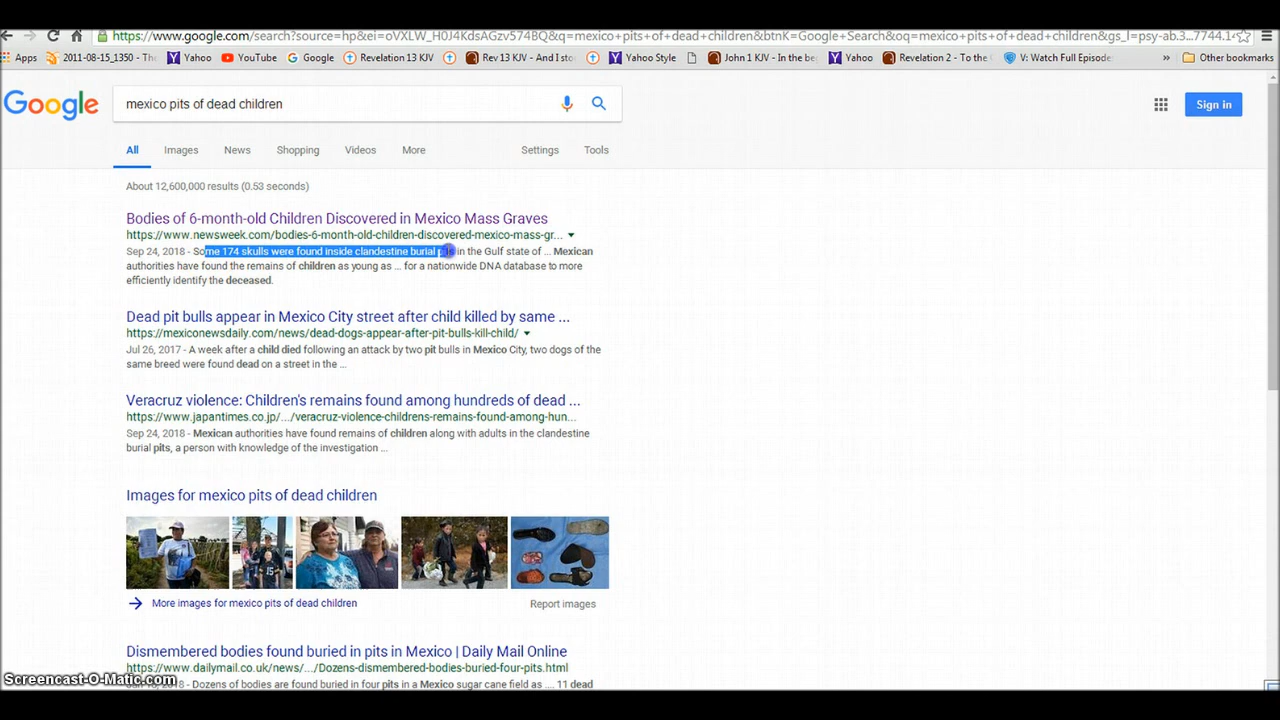 https://www.google.com/search?source=hp&ei=oVXLW_H0J4KdsAGzv574BQ&q=mexico+pits+of+dead+children&btnK=Google+Search&oq=mexico+pits+of+dead+children&gs_l=psy-ab.3...7744.1
Apps 2011-08-15_1350 - Thu Yahoo YouTube Google Revelation 13 KJV Rev 13 KJV - And I sto Yahoo Style John 1 KJV - In the be Yahoo Revelation 2 - To the V: Watch Full Episode » Other bookmarks
Google mexico pits of dead children Sign in
All Images News Shopping Videos More Settings Tools
About 12,600,000 results (0.53 seconds)
Bodies of 6-month-old Children Discovered in Mexico Mass Graves
https://www.newsweek.com/bodies-6-month-old-children-discovered-mexico-mass-gr...
Sep 24, 2018 - Some 174 skulls were found inside clandestine burial pits in the Gulf state of ... Mexican
authorities have found the remains of children as young as ... for a nationwide DNA database to more
efficiently identify the deceased.
Dead pit bulls appear in Mexico City street after child killed by same ...
https://mexiconewsdaily.com/news/dead-dogs-appear-after-pit-bulls-kill-child/
Jul 26, 2017 - A week after a child died following an attack by two pit bulls in Mexico City, two dogs of the
same breed were found dead on a street in the ...
Veracruz violence: Children's remains found among hundreds of dead ...
https://www.japantimes.co.jp/.../veracruz-violence-childrens-remains-found-among-hun...
Sep 24, 2018 - Mexican authorities have found remains of children along with adults in the clandestine
burial pits, a person with knowledge of the investigation ...
Images for mexico pits of dead children
15
More images for mexico pits of dead children Report images
Dismembered bodies found buried in pits in Mexico | Daily Mail Online
https://www.dailymail.co.uk/news/.../Dozens-dismembered-bodies-buried-four-pits.html
2018 - Dozens of bodies are found buried in four pits in a Mexico sugar cane field as .... 11 dead
Screencast-O-Matic.com